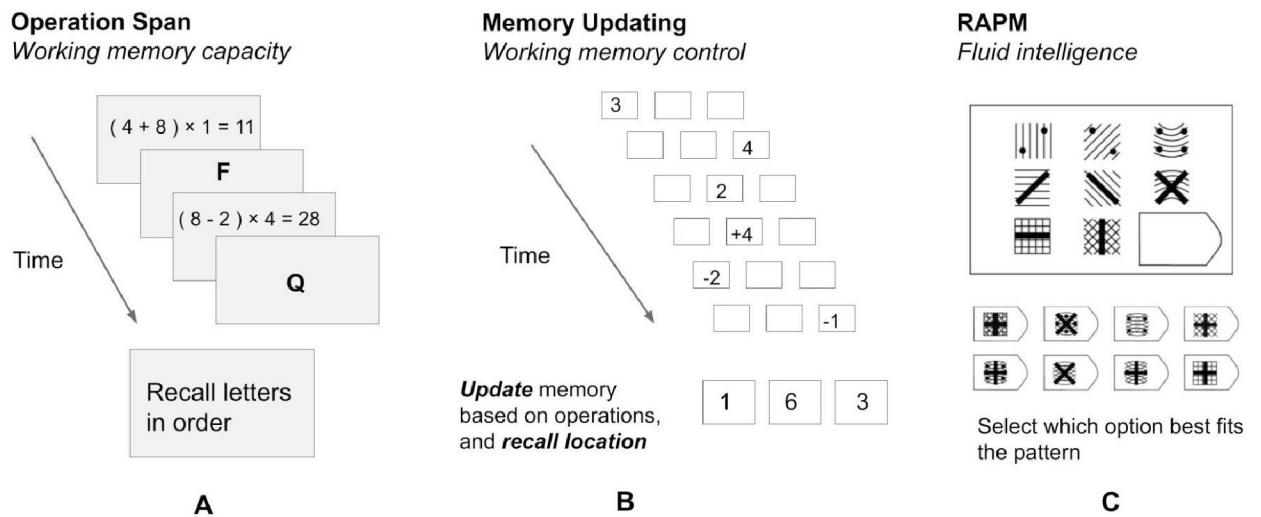 Operation Span
Working memory capacity
( 4 + 8 ) × 1 = 11
F
( 8 - 2 ) × 4 = 28
Q
Time
Recall letters
in order
A
Memory Updating
Working memory control
3
4
2
+4
-2
-1
Time
Update memory
based on operations,
and recall location
1 6 3
B
RAPM
Fluid intelligence
Select which option best fits
the pattern
C